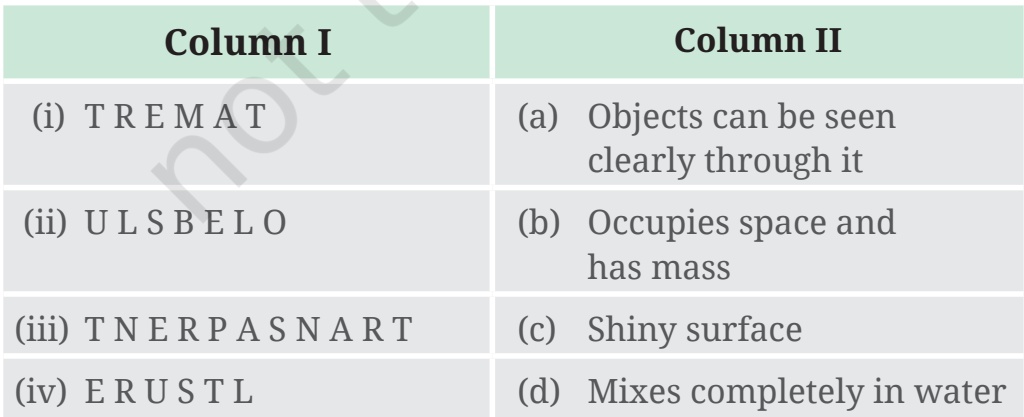 Column I Column II
(i) T R E M A T (a) Objects can be seen
clearly through it
(ii) U L S B E L O (b) Occupies space and
has mass
(iii) T N E R P A S N A R T (c) Shiny surface
(iv) E R U S T L (d) Mixes completely in water
not